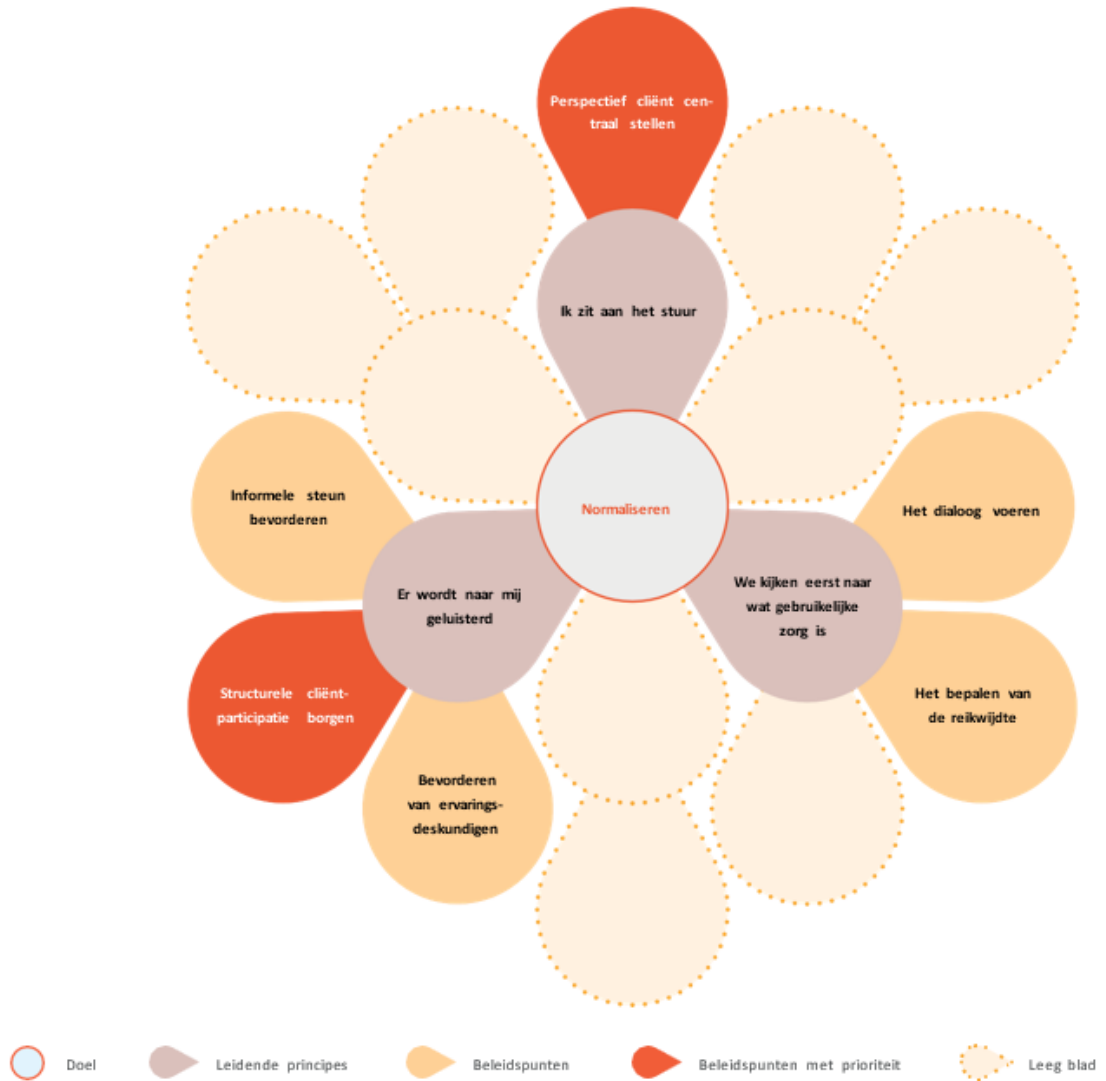 Perspectief cliënt cen-
traal stellen
Ik zit aan het stuur
Informele steun
bevorderen
Normaliseren
Het dialoog voeren
Er wordt naar mij
geluisterd
We kijken eerst naar
wat gebruikelijke
zorg is
Structurele cliënt-
participatie borgen
Het bepalen van
de reikwijdte
Bevorderen
van ervarings-
deskundigen
Doel
Leidende principes
Beleidspunten
Beleidspunten met prioriteit
Leeg blad